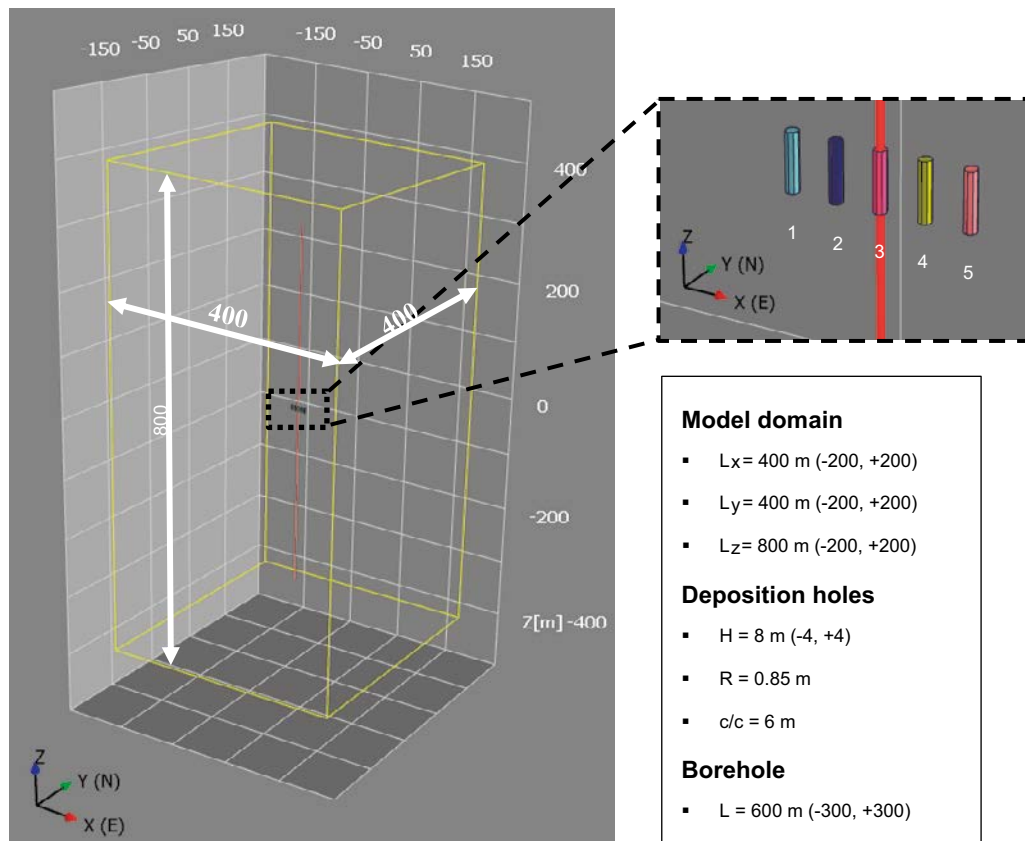 -150 -50 50 150
-150 -50 50 150
400
200
0
-200
Z[m] -400
400
400
800
Z
Y (N)
X (E)
1
2
3
4
5
Z
Y (N)
X (E)
Model domain
▪ Lx= 400 m (-200, +200)
▪ Ly= 400 m (-200, +200)
▪ Lz= 800 m (-200, +200)
Deposition holes
▪ H = 8 m (-4, +4)
▪ R = 0.85 m
▪ c/c = 6 m
Borehole
▪ L = 600 m (-300, +300)